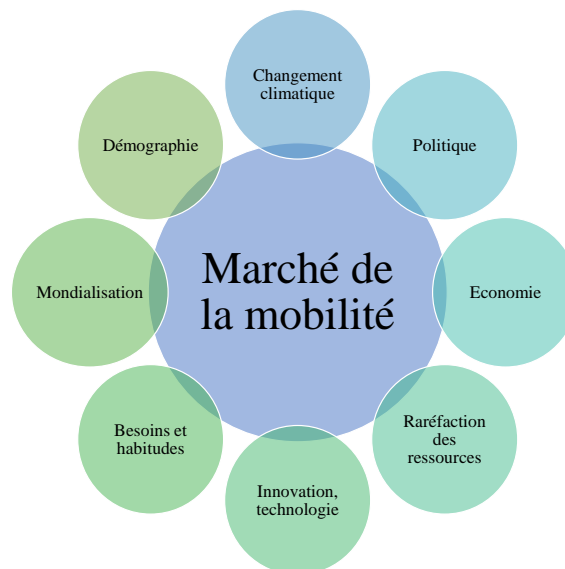 Changement
climatique
Politique
Economie
Raréfaction
des
ressources
Innovation,
technologie
Besoins et
habitudes
Mondialisation
Démographie
Marché de
la mobilité